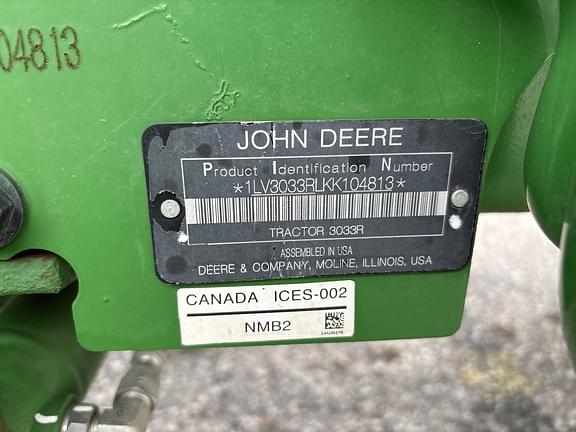 04813
JOHN DEERE
Product Identification Number
*1LV3033RLKK104813*
TRACTOR 3033R
ASSEMBLED IN USA
DEERE & COMPANY, MOLINE, ILLINOIS, USA
CANADA ICES-002
NMB2